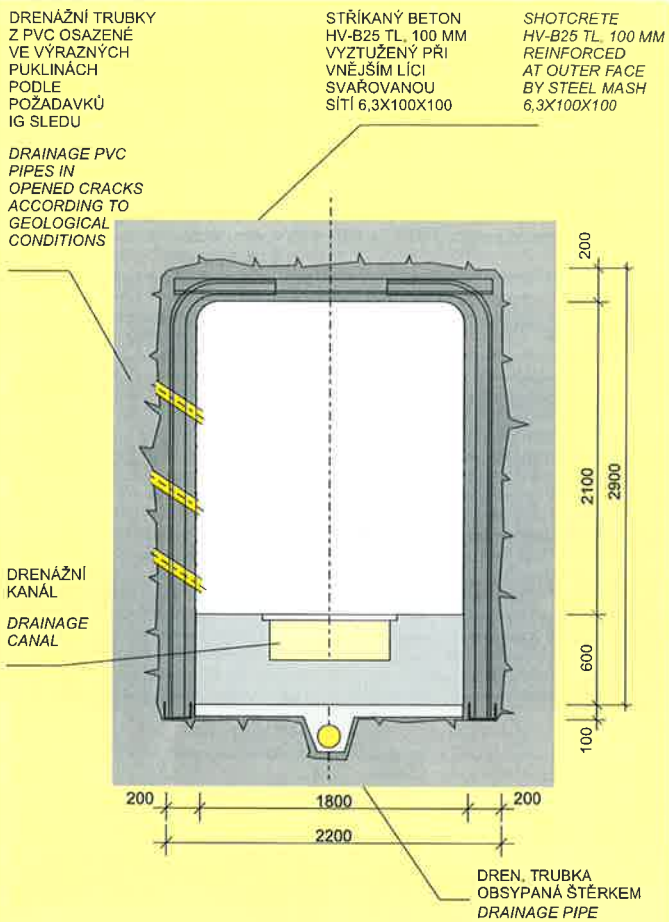 DRENÁŽNÍ TRUBKY
Z PVC OSAZENÉ
VE VÝRAZNÝCH
PUKLINÁCH
PODLE
POŽADAVKŮ
IG SLEDU
DRAINAGE PVC
PIPES IN
OPENED CRACKS
ACCORDING TO
GEOLOGICAL
CONDITIONS
STŘÍKANÝ BETON
HV-B25 TL. 100 MM
VYZTUŽENÝ PŘI
VNĚJŠÍM LÍCI
SVAŘOVANOU
SÍTÍ 6,3X100X100
SHOTCRETE
HV-B25 TL. 100 MM
REINFORCED
AT OUTER FACE
BY STEEL MASH
6,3X100X100
200
2100
2900
600
100
DRENÁŽNÍ
KANÁL
DRAINAGE
CANAL
200
1800
200
2200
DREN. TRUBKA
OBSYPANÁ ŠTĚRKEM
DRAINAGE PIPE